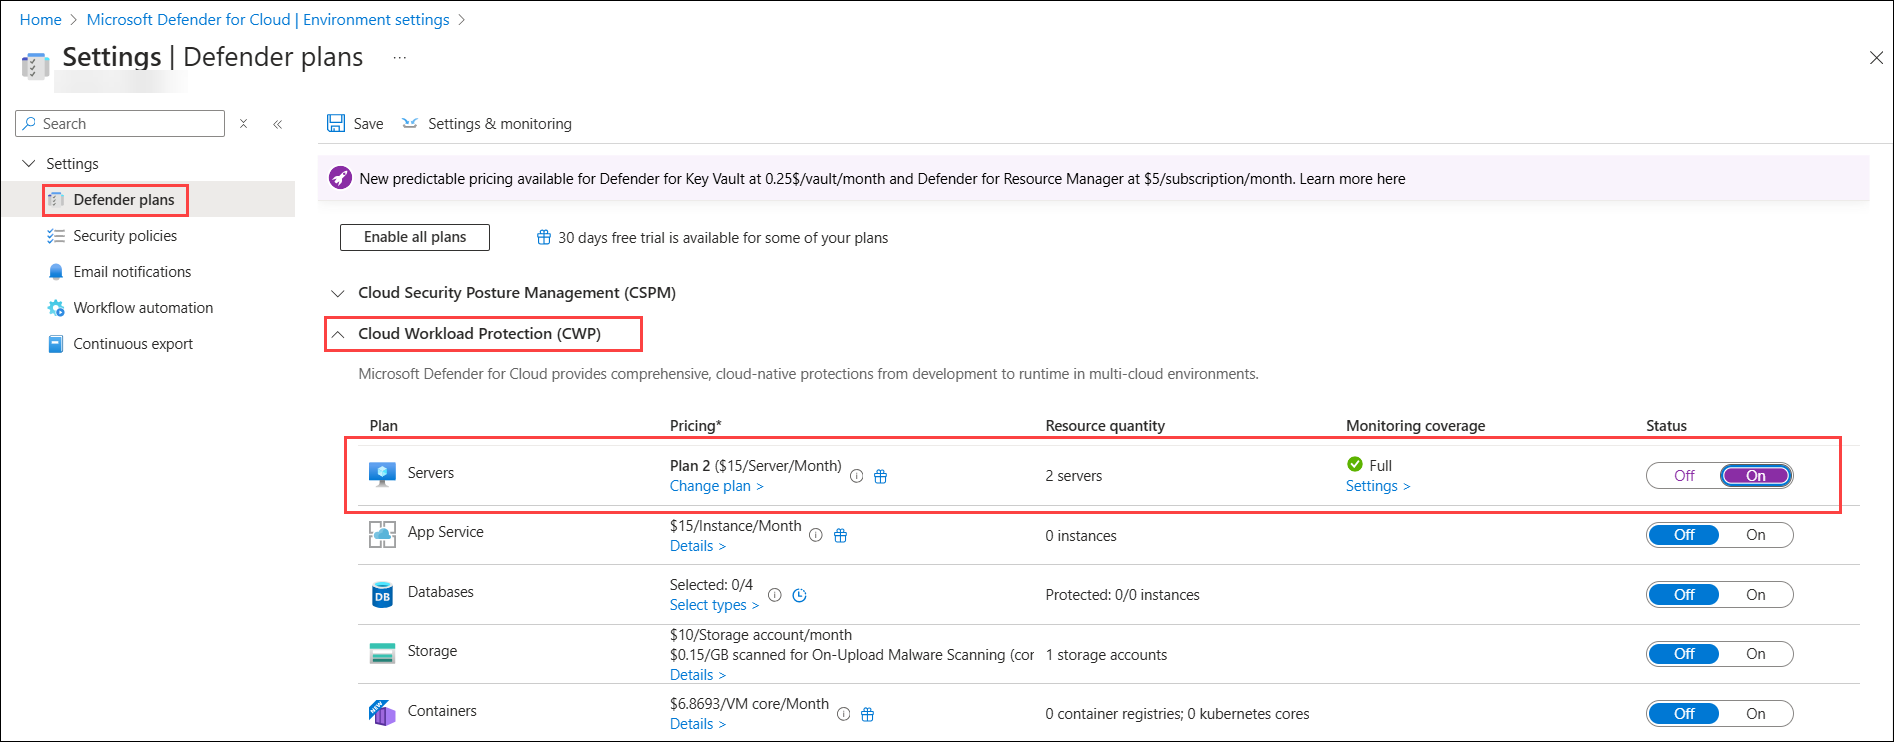 Home > Microsoft Defender for Cloud | Environment settings >
Settings | Defender plans ...
Search
Save Settings & monitoring
Settings
Defender plans
Security policies
Email notifications
Workflow automation
Continuous export
New predictable pricing available for Defender for Key Vault at 0.25$/vault/month and Defender for Resource Manager at $5/subscription/month. Learn more here
Enable all plans 30 days free trial is available for some of your plans
Cloud Security Posture Management (CSPM)
Cloud Workload Protection (CWP)
Microsoft Defender for Cloud provides comprehensive, cloud-native protections from development to runtime in multi-cloud environments.
Plan Pricing* Resource quantity Monitoring coverage Status
Servers Plan 2 ($15/Server/Month) 2 servers Full Off On
Change plan > Settings >
App Service $15/Instance/Month 0 instances Off On
Details >
Databases Selected: 0/4 Protected: 0/0 instances Off On
DB Select types >
Storage $10/Storage account/month 1 storage accounts Off On
$0.15/GB scanned for On-Upload Malware Scanning (cor
Details >
NEW Containers $6.8693/VM core/Month 0 container registries; 0 kubernetes cores Off On
Details >